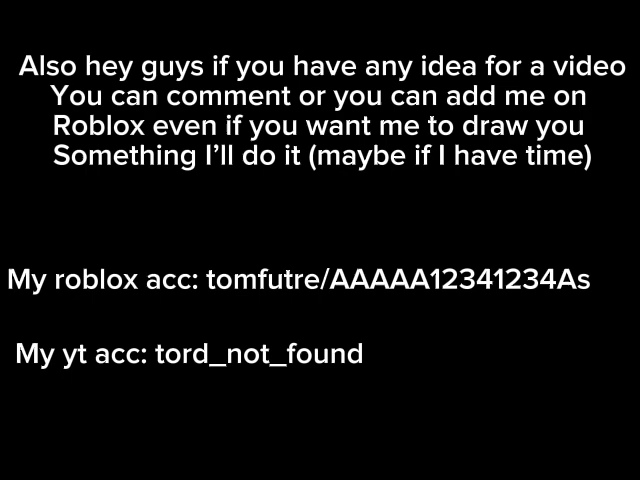 Also hey guys if you have any idea for a video
You can comment or you can add me on
Roblox even if you want me to draw you
Something I’ll do it (maybe if I have time)
My roblox acc: tomfutre/AAAAA12341234As
My yt acc: tord_not_found